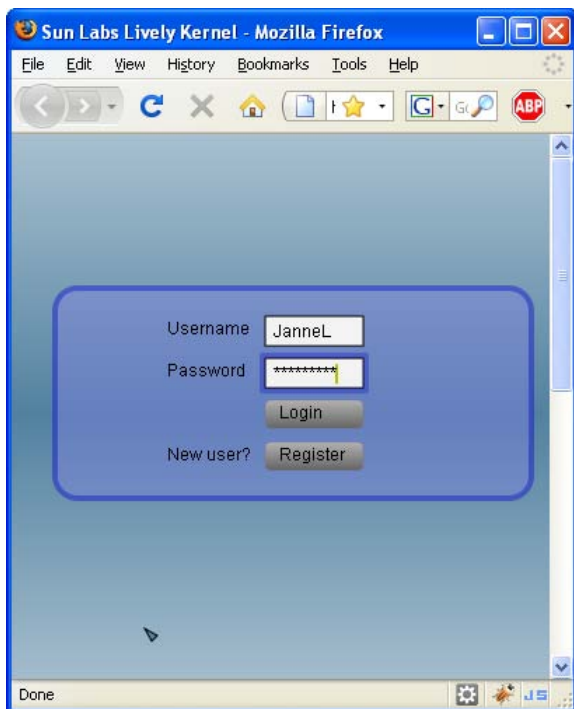 Sun Labs Lively Kernel - Mozilla Firefox
File Edit View History Bookmarks Tools Help
G G ABP
Username JanneL
Password *********
Login
New user? Register
Done JS